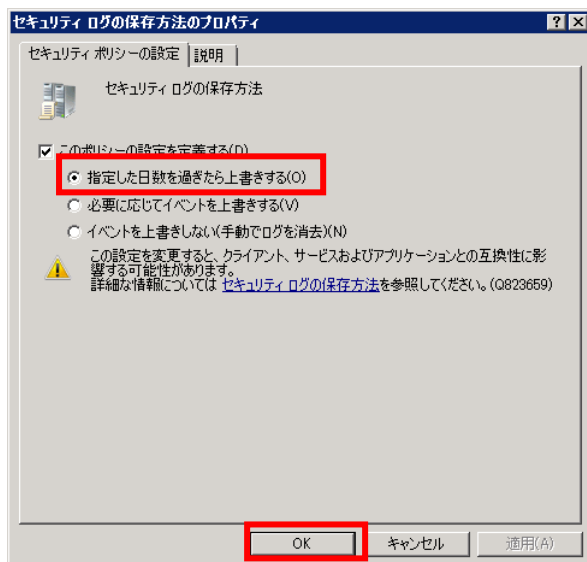 セキュリティ ログの保存方法のプロパティ
セキュリティ ポリシーの設定 説明
セキュリティ ログの保存方法
このポリシーの設定を定義する(D)
指定した日数を過ぎたら上書きする(O)
必要に応じてイベントを上書きする(V)
イベントを上書きしない(手動でログを消去)(N)
この設定を変更すると、クライアント、サービスおよびアプリケーションとの互換性に影
響する可能性があります。
詳細な情報については セキュリティ ログの保存方法を参照してください。(Q823659)
OK キャンセル 適用(A)